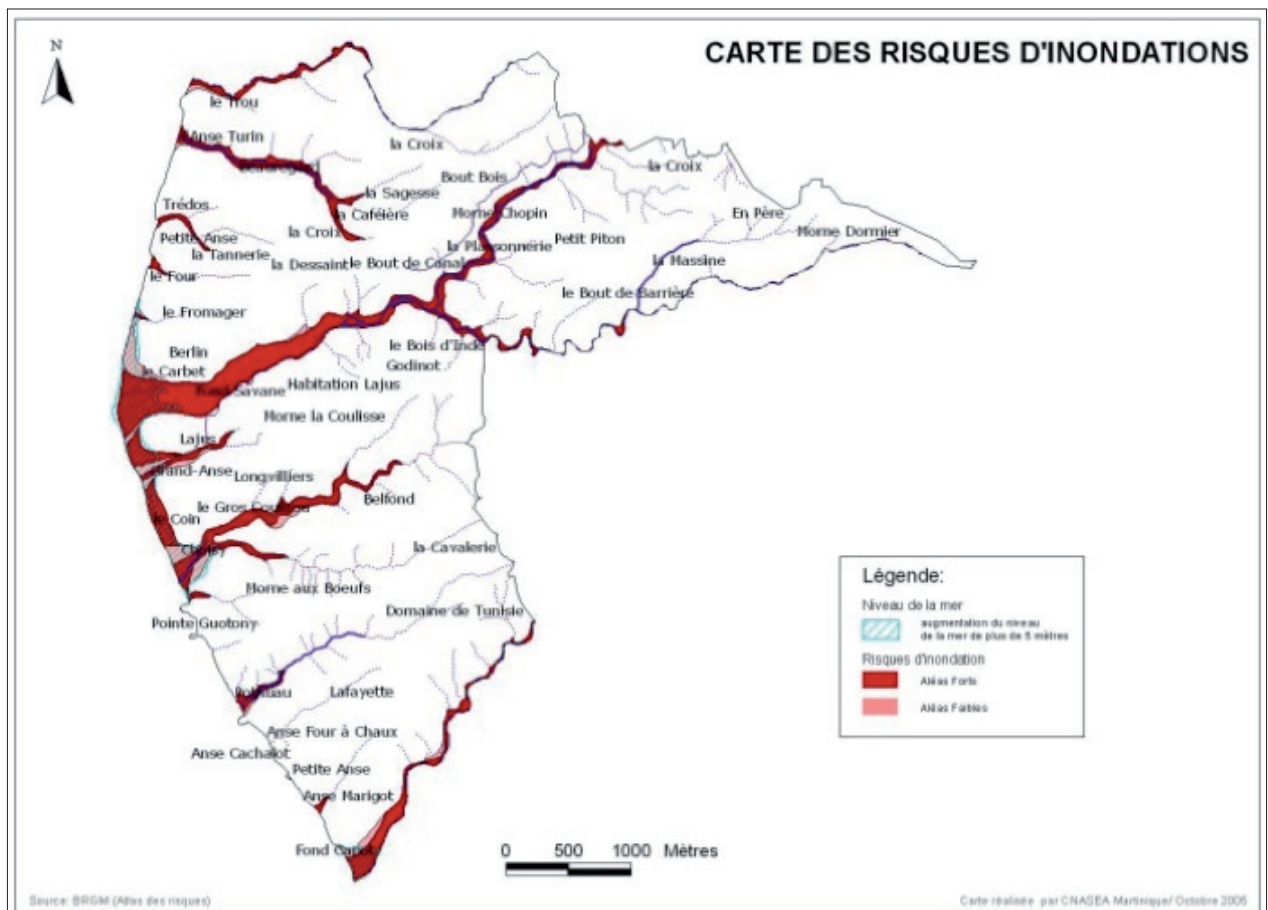 N
CARTE DES RISQUES D'INONDATIONS
le Trou
Anse Turin
la Croix
la Croix
Bout Bois
la Sagesse
Trédos
la Caféière
Morne Chopin
En Père
la Croix
Petite Anse
Petit Piton
Morne Dormier
la Tannerie
la Dessaint
le Bout de Canal
la Massine
le Four
le Bout de Barrière
le Fromager
le Bois d'Inde
Berlin
Godinot
le Carbet
Habitation Lajus
Fond Savane
Morne la Coulisse
Lajus
Grand-Anse
Longvilliers
Belfond
le Gros
le Coin
Choisy
la Cavalerie
Morne aux Boeufs
Domaine de Tunisie
Pointe Guotony
Lafayette
Anse Four à Chaux
Anse Cachalot
Petite Anse
Anse Marigot
Fond Capot
Légende:
Niveau de la mer
augmentation du niveau
de la mer de plus de 5 mètres
Risques d'inondation
Aléas Forts
Aléas Faibles
0 500 1000 Mètres
Source: BRGM (Atlas des risques)
Carte réalisée par CNASEA Martinique/ Octobre 2005